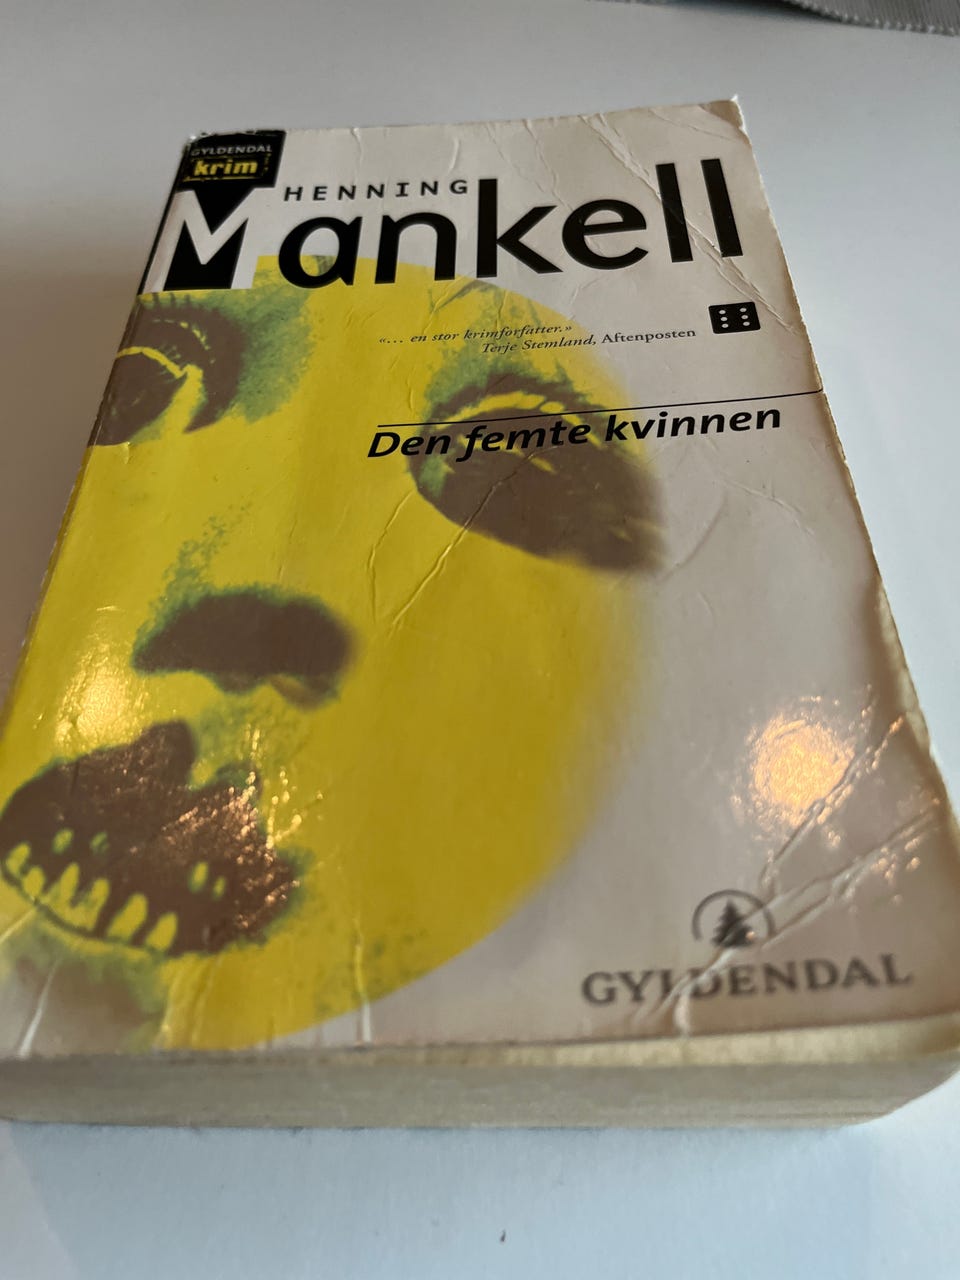 GYLDENDAL
krim
HENNING
Mankell
«... en stor krimforfatter.»
Terje Stemland, Aftenposten
Den femte kvinnen
GYLDENDAL